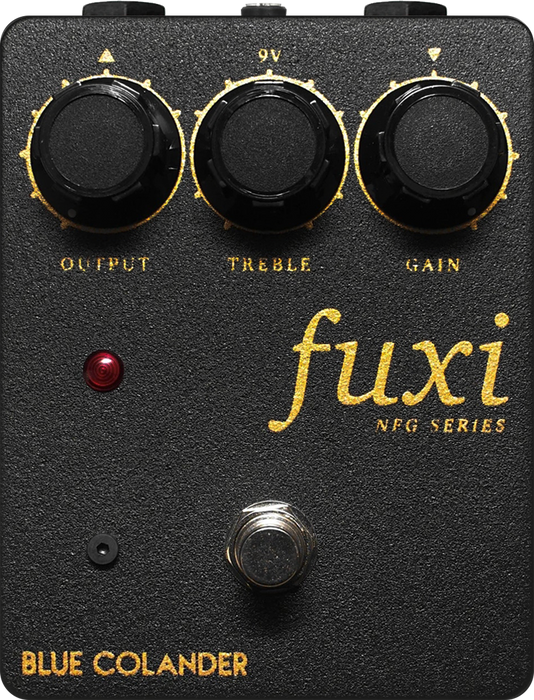 9V
OUTPUT TREBLE GAIN
fuxi
NFG SERIES
BLUE COLANDER